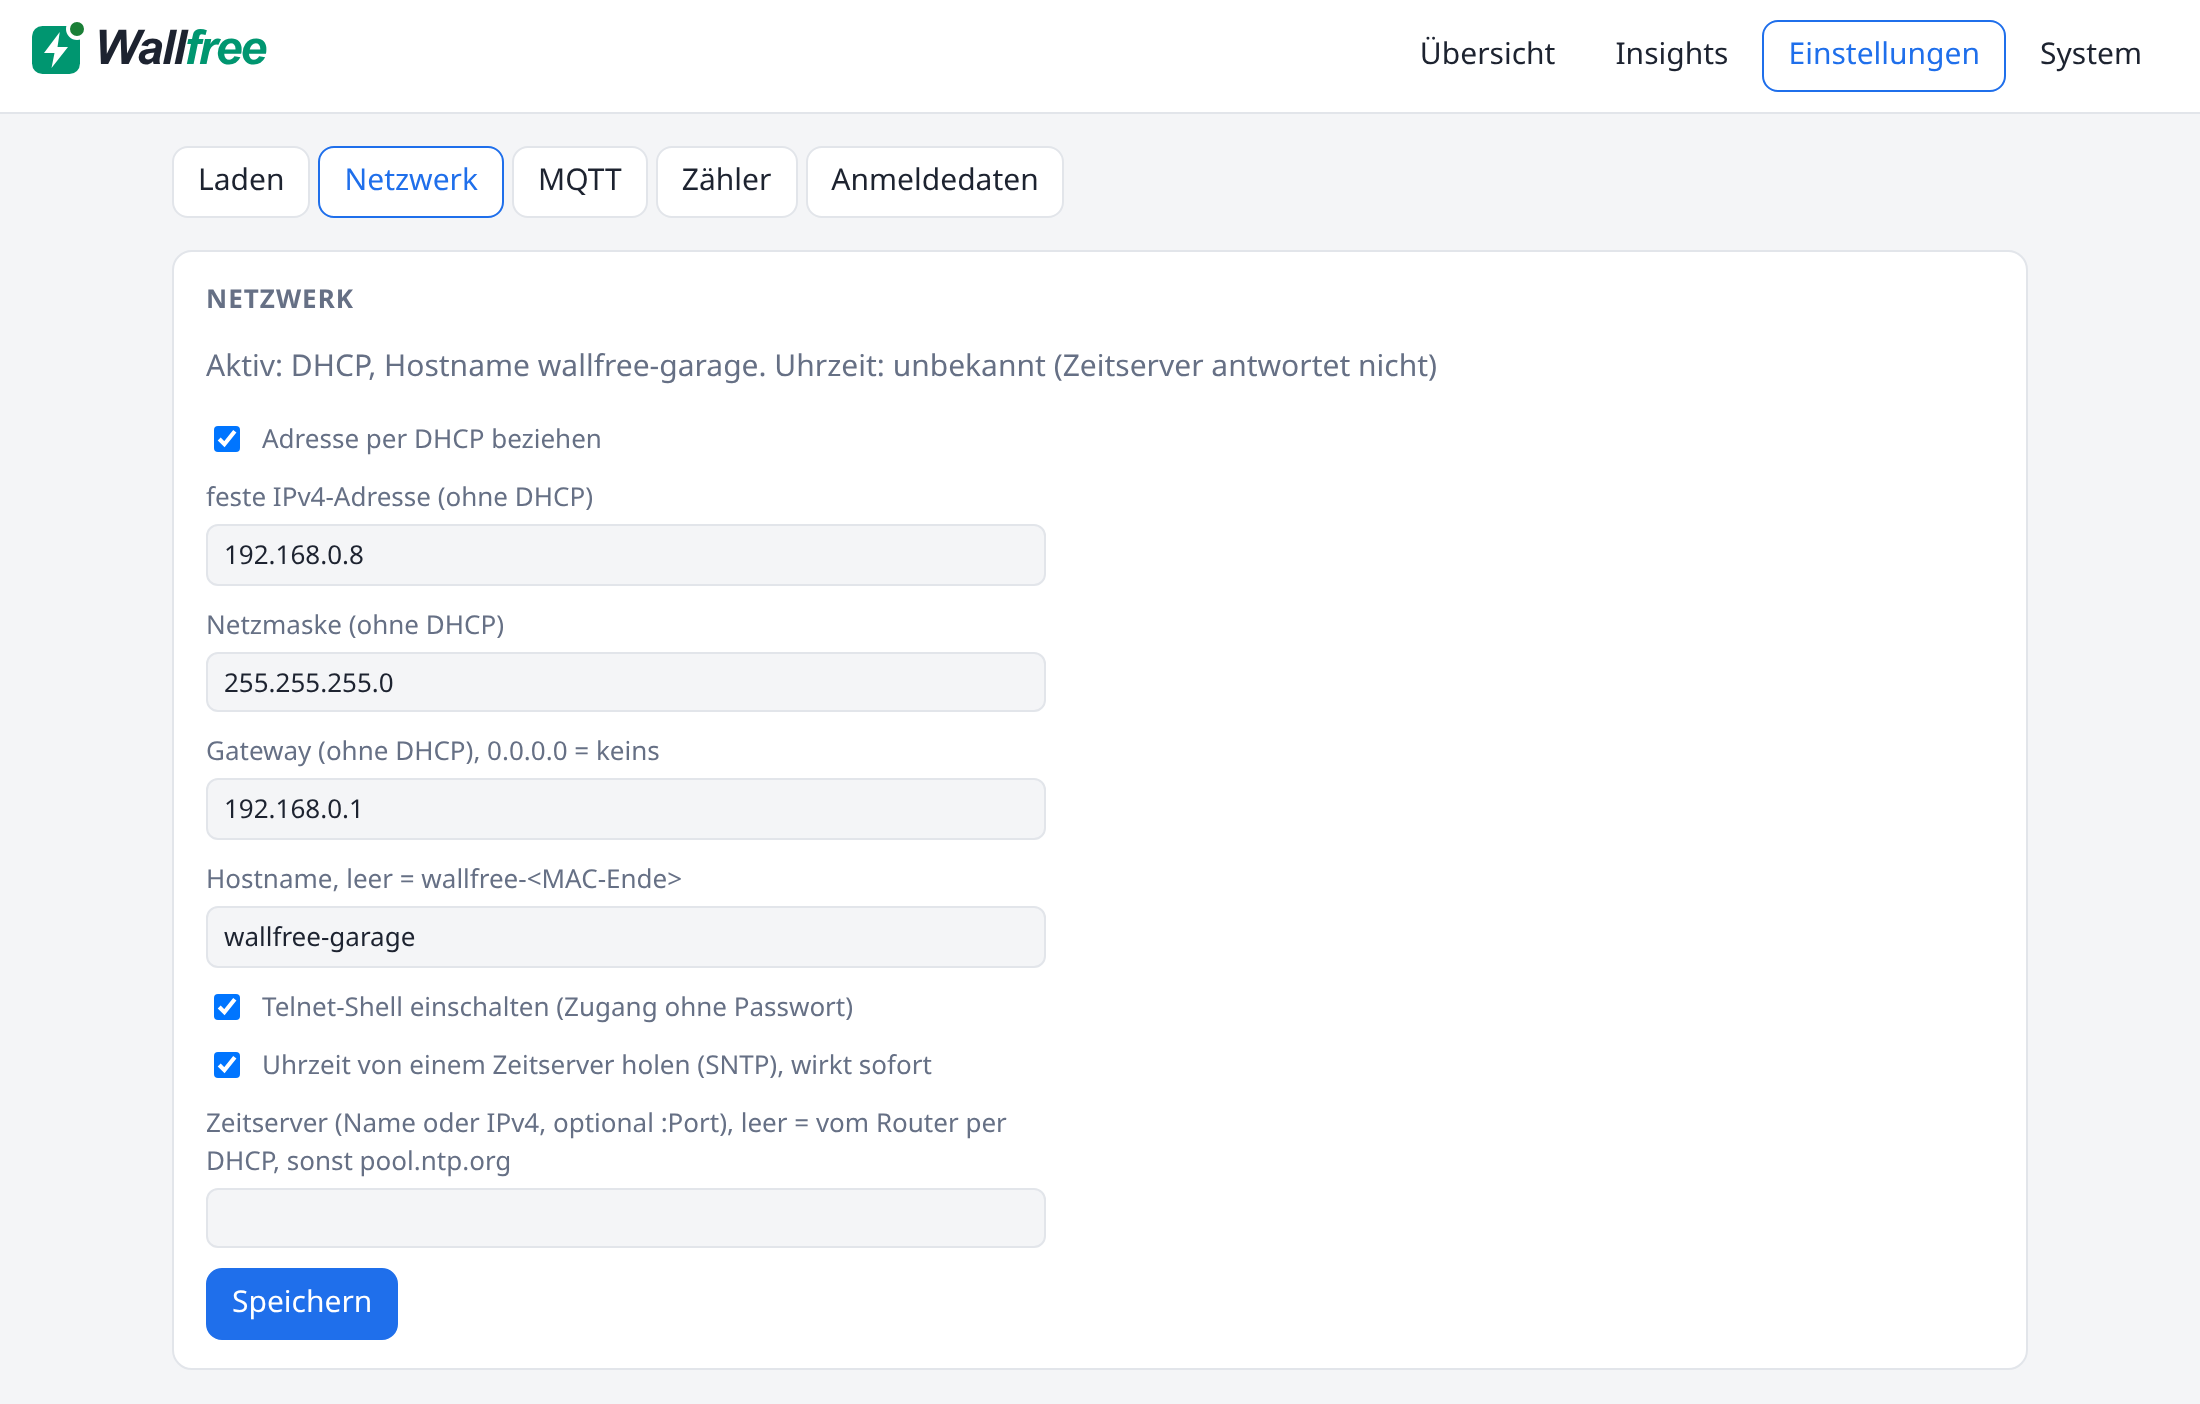 Wallfree
Übersicht
Insights
Einstellungen
System
Laden
Netzwerk
MQTT
Zähler
Anmeldedaten
NETZWERK
Aktiv: DHCP, Hostname wallfree-garage. Uhrzeit: unbekannt (Zeitserver antwortet nicht)
Adresse per DHCP beziehen
feste IPv4-Adresse (ohne DHCP)
192.168.0.8
Netzmaske (ohne DHCP)
255.255.255.0
Gateway (ohne DHCP), 0.0.0.0 = keins
192.168.0.1
Hostname, leer = wallfree-<MAC-Ende>
wallfree-garage
Telnet-Shell einschalten (Zugang ohne Passwort)
Uhrzeit von einem Zeitserver holen (SNTP), wirkt sofort
Zeitserver (Name oder IPv4, optional :Port), leer = vom Router per
DHCP, sonst pool.ntp.org
Speichern